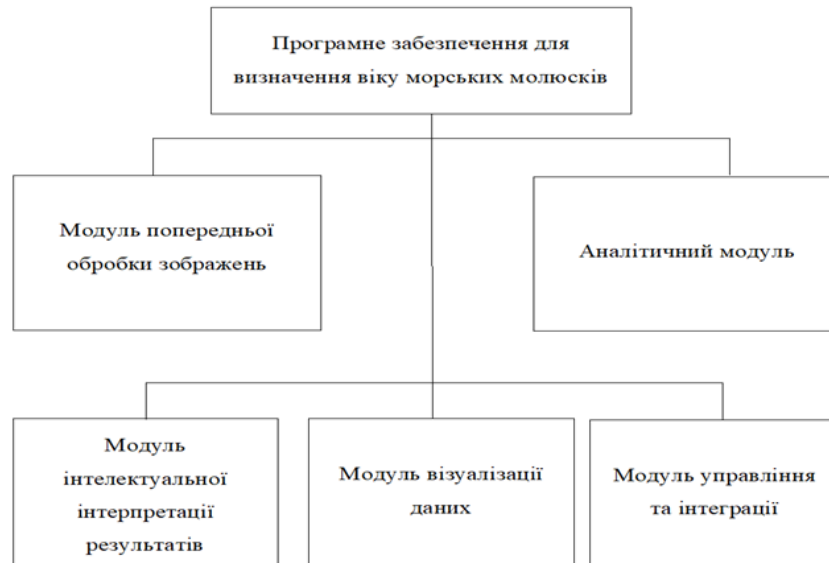 Програмне забезпечення для
визначення віку морських молюсків
Модуль попередньої
обробки зображень
Аналітичний модуль
Модуль
інтелектуальної
інтерпретації
результатів
Модуль візуалізації
даних
Модуль управління
та інтеграції